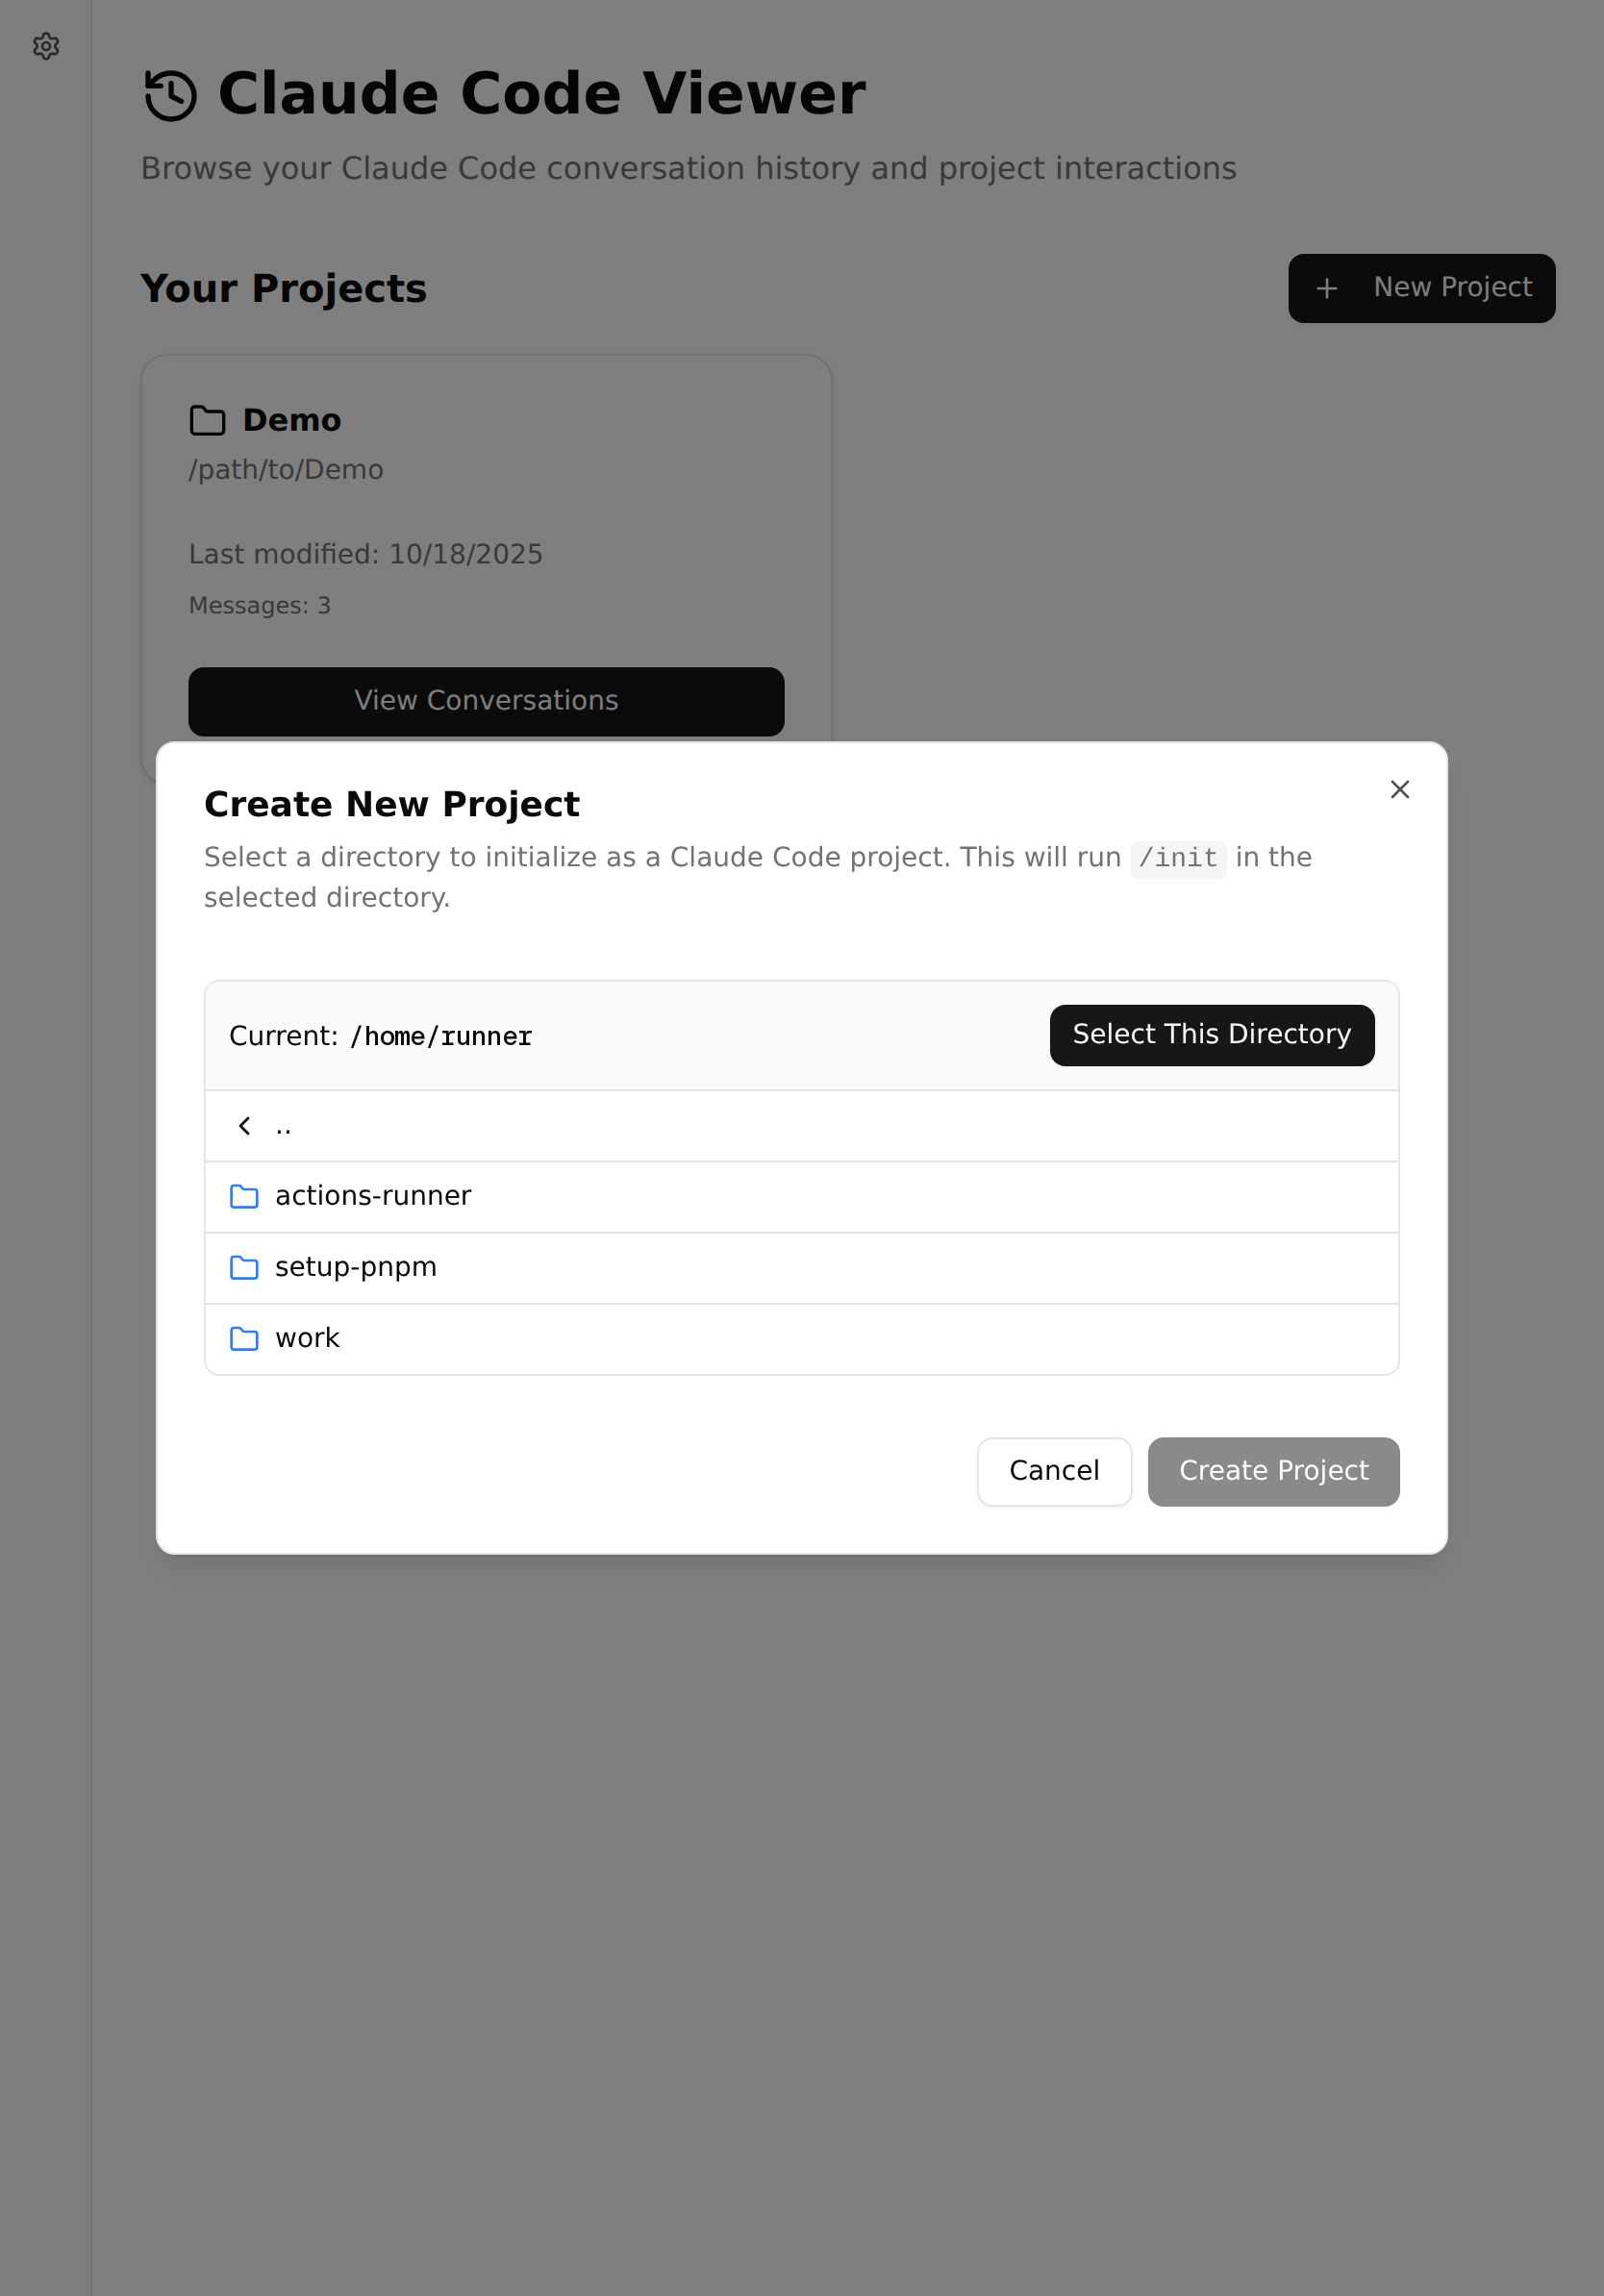 Claude Code Viewer
Browse your Claude Code conversation history and project interactions
Your Projects
New Project
Demo
/path/to/Demo
Last modified: 10/18/2025
Messages: 3
View Conversations
Create New Project
Select a directory to initialize as a Claude Code project. This will run /init in the
selected directory.
Current: /home/runner
Select This Directory
..
actions-runner
setup-pnpm
work
Cancel
Create Project